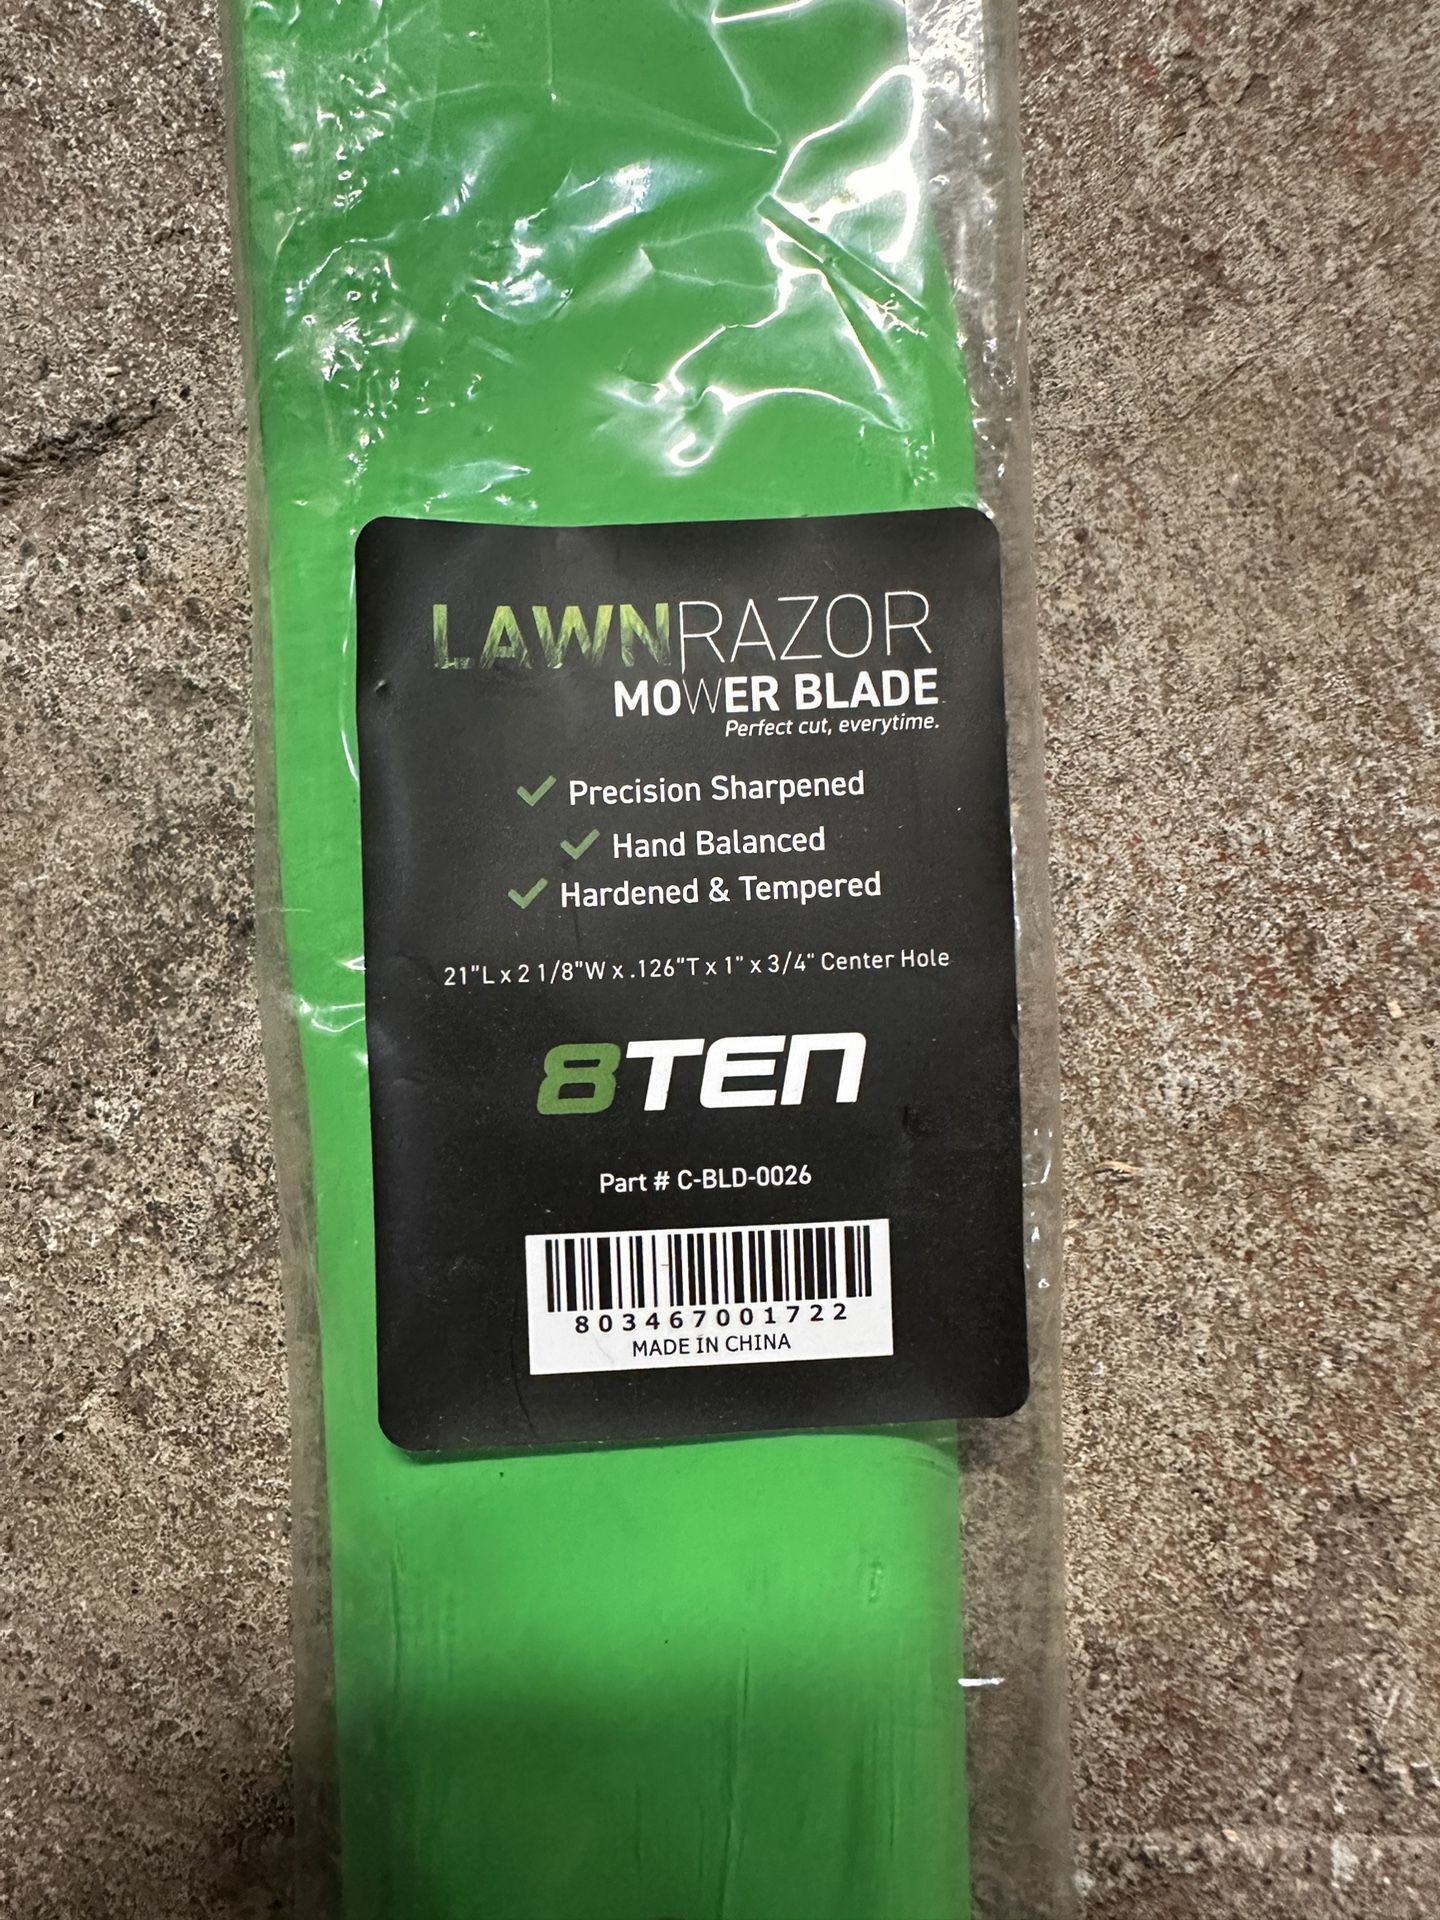 LAWNRAZOR
MOWER BLADE
Perfect cut, everytime.
Precision Sharpened
Hand Balanced
Hardened & Tempered
21"L x 2 1/8"W x .126"T x 1" x 3/4" Center Hole
8TEN
Part # C-BLD-0026
803467001722
MADE IN CHINA